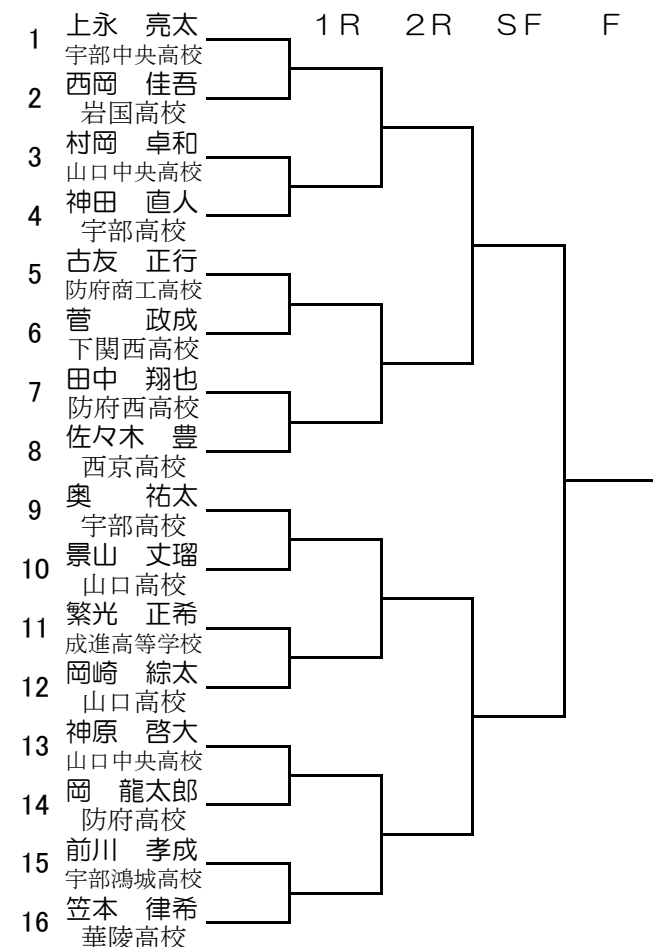 1R 2R SF F
1 上永 亮太
宇部中央高校
2 西岡 佳吾
岩国高校
3 村岡 卓和
山口中央高校
4 神田 直人
宇部高校
5 古友 正行
防府商工高校
6 菅 政成
下関西高校
7 田中 翔也
防府西高校
8 佐々木 豊
西京高校
9 奥 祐太
宇部高校
10 景山 丈瑠
山口高校
11 繁光 正希
成進高等学校
12 岡崎 綜太
山口高校
13 神原 啓大
山口中央高校
14 岡 龍太郎
防府高校
15 前川 孝成
宇部鴻城高校
16 笠本 律希
華陵高校